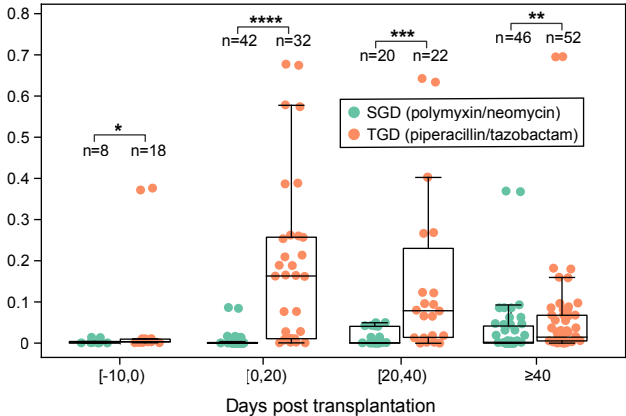 0.8
0.7
0.6
0.5
0.4
0.3
0.2
0.1
0
*
n=8 n=18
****
n=42 n=32
***
n=20 n=22
**
n=46 n=52
SGD (polymyxin/neomycin)
TGD (piperacillin/tazobactam)
[-10,0) [0,20) [20,40) ≥40
Days post transplantation